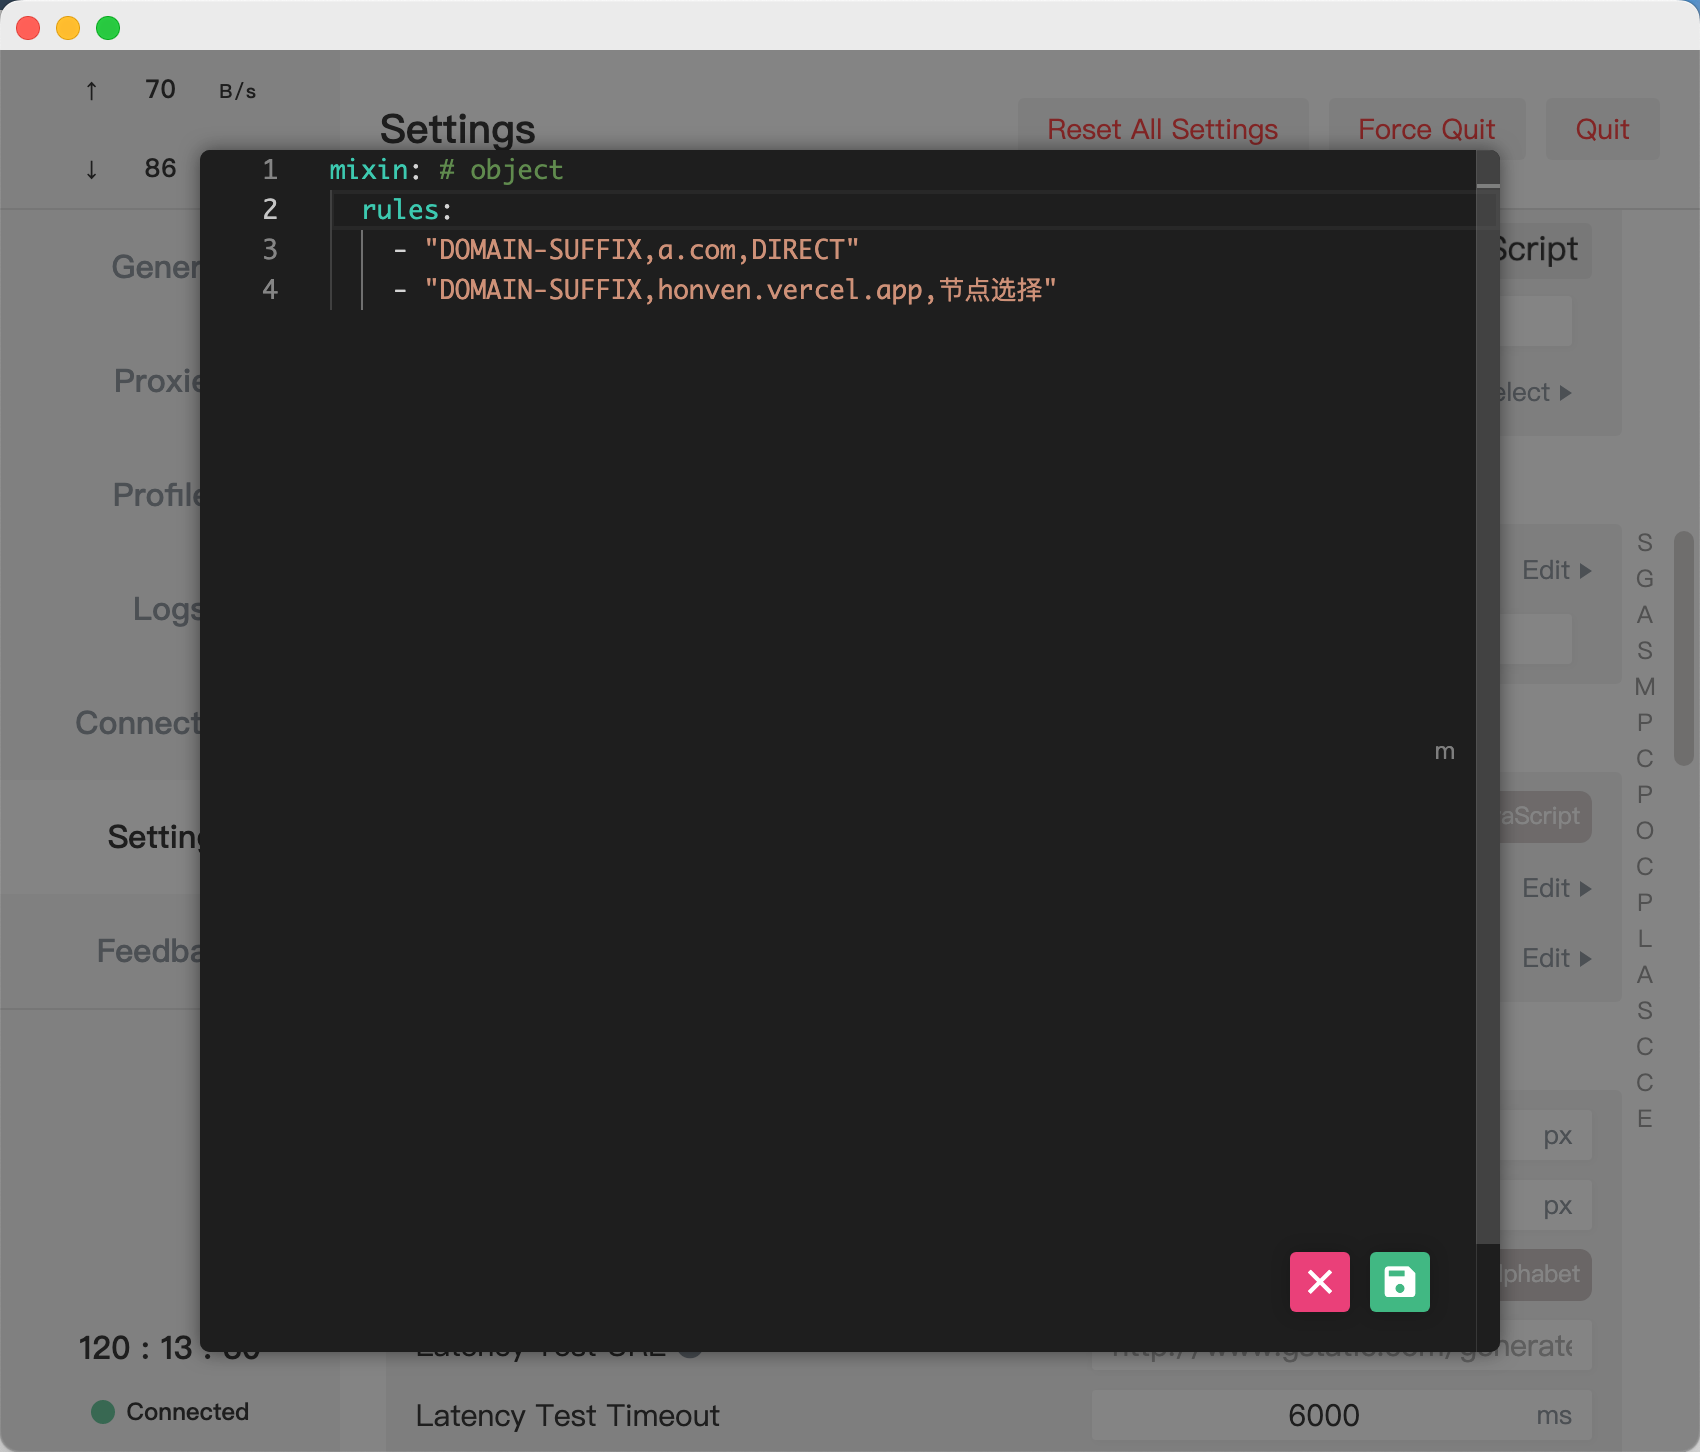 ↑ 70 B/s
↓ 86
Settings
Reset All Settings
Force Quit
Quit
1 mixin: # object
2 rules:
3 - "DOMAIN-SUFFIX,a.com,DIRECT"
4 - "DOMAIN-SUFFIX,honven.vercel.app,节点选择"
Gener
Proxie
Profile
Logs
Connect
Setting
Feedba
Script
elect
Edit
m
aScript
Edit
Edit
px
px
lphabet
S
G
A
S
M
P
C
P
O
C
P
L
A
S
C
C
E
120 : 13 :
Connected
Latency Test URL
http://www.gstatic.com/generate
Latency Test Timeout
6000 ms